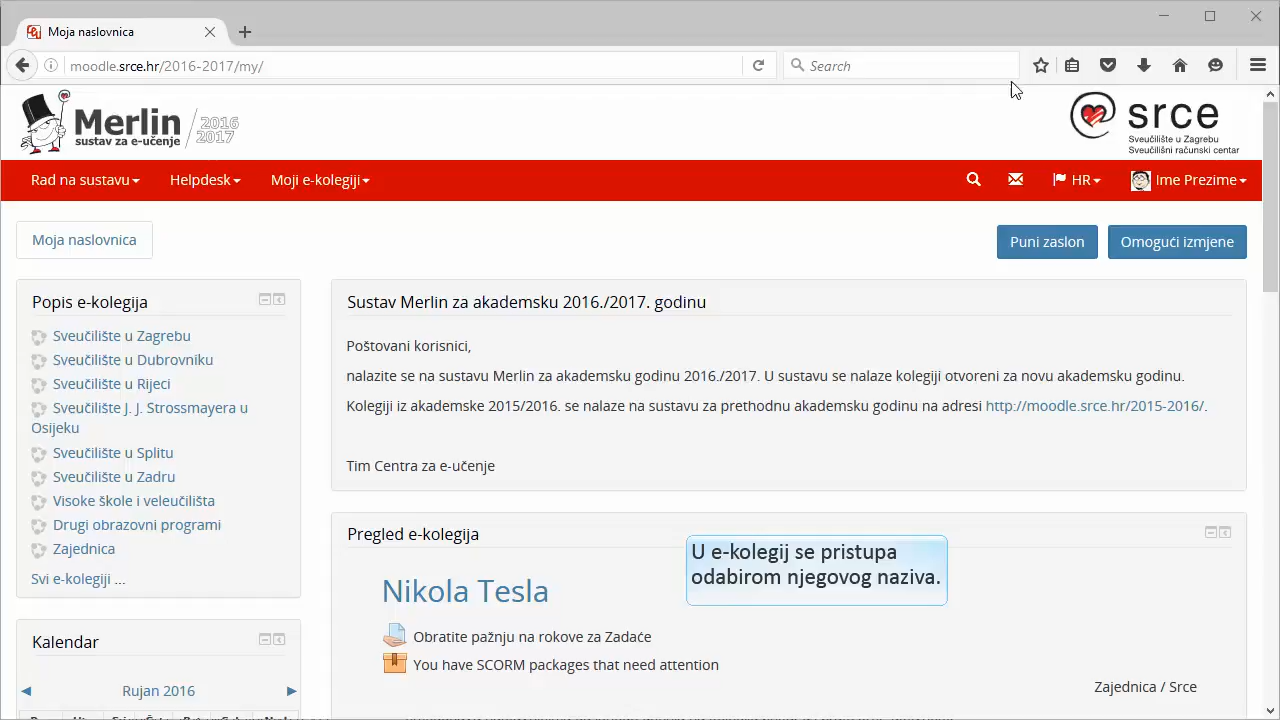 Moja naslovnica
moodle.srce.hr/2016-2017/my/
Search
Merlin
sustav za e-učenje
2016
2017
srce
Sveučilište u Zagrebu
Sveučilišni računski centar
Rad na sustavu
Helpdesk
Moji e-kolegiji
HR
Ime Prezime
Moja naslovnica
Puni zaslon
Omogući izmjene
Popis e-kolegija
Sveučilište u Zagrebu
Sveučilište u Dubrovniku
Sveučilište u Rijeci
Sveučilište J. J. Strossmayera u
Osijeku
Sveučilište u Splitu
Sveučilište u Zadru
Visoke škole i veleučilišta
Drugi obrazovni programi
Zajednica
Svi e-kolegiji ...
Kalendar
Rujan 2016
Sustav Merlin za akademsku 2016./2017. godinu
Poštovani korisnici,
nalazite se na sustavu Merlin za akademsku godinu 2016./2017. U sustavu se nalaze kolegiji otvoreni za novu akademsku godinu.
Kolegiji iz akademske 2015/2016. se nalaze na sustavu za prethodnu akademsku godinu na adresi http://moodle.srce.hr/2015-2016/.
Tim Centra za e-učenje
Pregled e-kolegija
U e-kolegij se pristupa
odabirom njegovog naziva.
Nikola Tesla
Obratite pažnju na rokove za Zadaće
You have SCORM packages that need attention
Zajednica / Srce